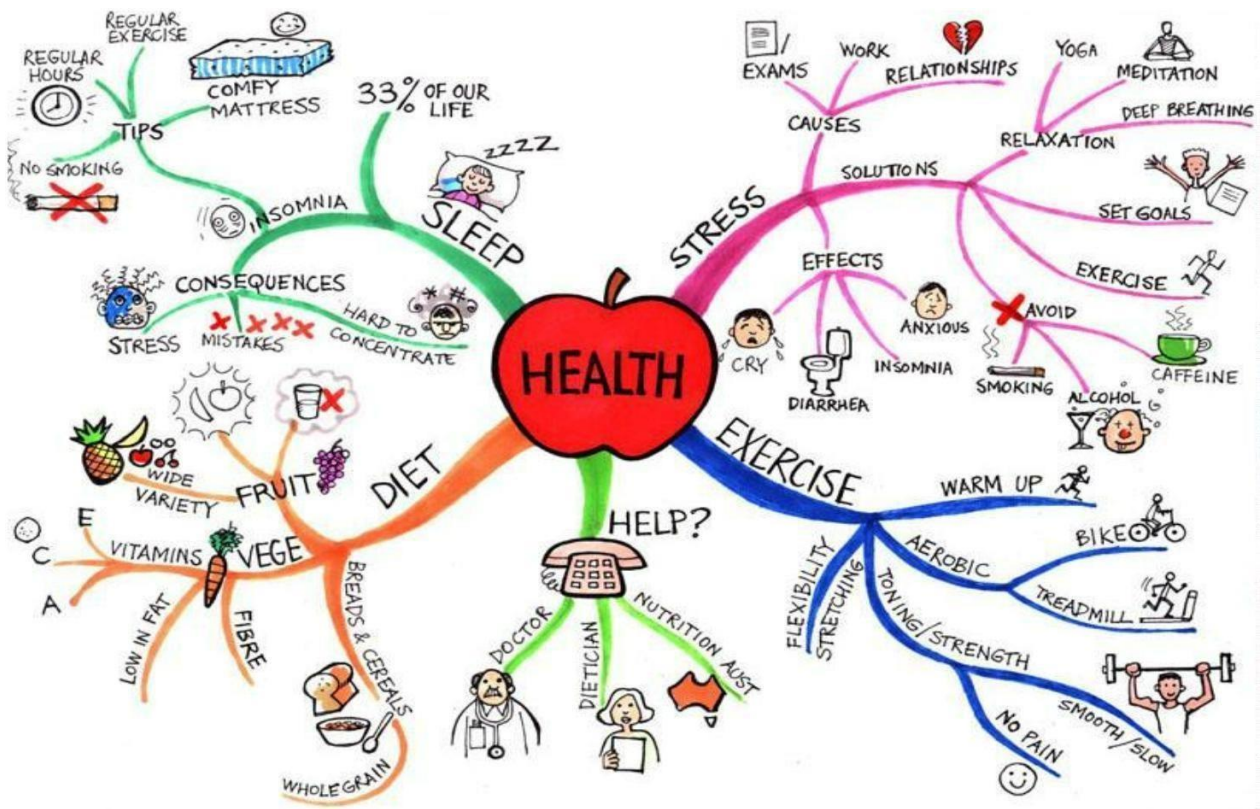 HEALTH
SLEEP
33% OF OUR
LIFE
ZZZZ
INSOMNIA
TIPS
REGULAR
HOURS
REGULAR
EXERCISE
COMFY
MATTRESS
NO SMOKING
CONSEQUENCES
STRESS
MISTAKES
HARD TO
CONCENTRATE
STRESS
CAUSES
EXAMS
WORK
RELATIONSHIPS
SOLUTIONS
RELAXATION
YOGA
MEDITATION
DEEP BREATHING
SET GOALS
EXERCISE
AVOID
SMOKING
ALCOHOL
CAFFEINE
EFFECTS
CRY
DIARRHEA
INSOMNIA
ANXIOUS
EXERCISE
WARM UP
AEROBIC
BIKE
TREADMILL
TONING/STRENGTH
SMOOTH/SLOW
NO PAIN
FLEXIBILITY
STRETCHING
HELP?
DOCTOR
DIETICIAN
NUTRITION AUST
DIET
FRUIT
WIDE
VARIETY
VEGE
VITAMINS
E
C
A
LOW IN FAT
FIBRE
BREADS & CEREALS
WHOLEGRAIN